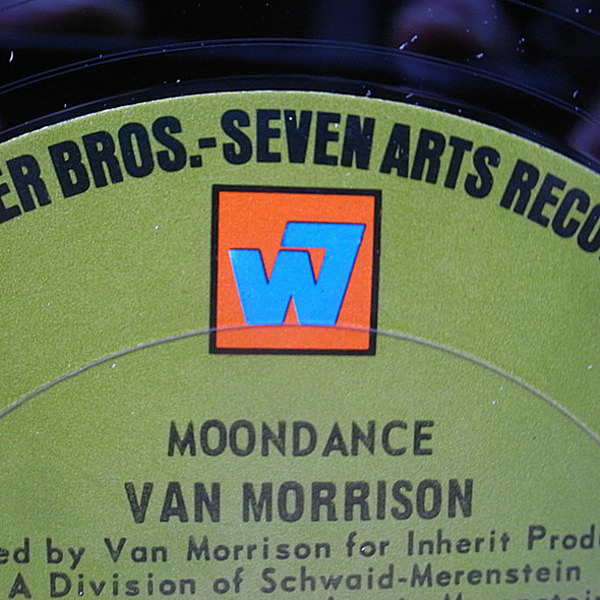 ER BROS.-SEVEN ARTS RECO
W7
MOONDANCE
VAN MORRISON
ed by Van Morrison for Inherit Produ
A Division of Schwaid-Merenstein